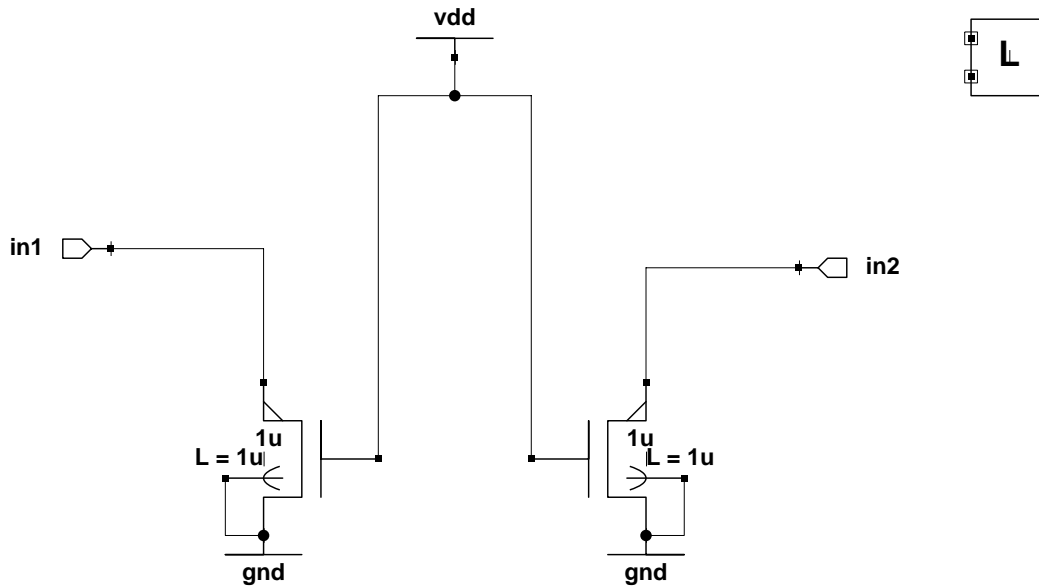 vdd
L
in1
in2
1u
L = 1u
1u
L = 1u
gnd
gnd